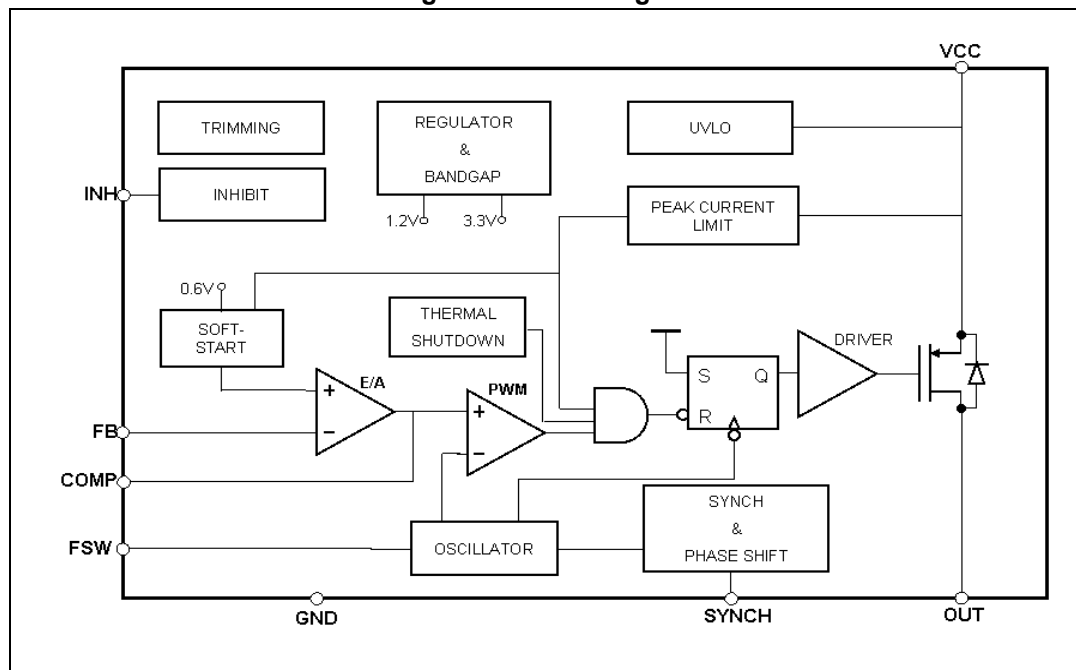 VCC
TRIMMING
REGULATOR
&
BANDGAP
UVLO
INH
INHIBIT
1.2V
3.3V
PEAK CURRENT
LIMIT
0.6V
SOFT-
START
THERMAL
SHUTDOWN
DRIVER
E/A
PWM
+
-
+
-
S
Q
R
FB
COMP
FSW
OSCILLATOR
SYNCH
&
PHASE SHIFT
GND
SYNCH
OUT